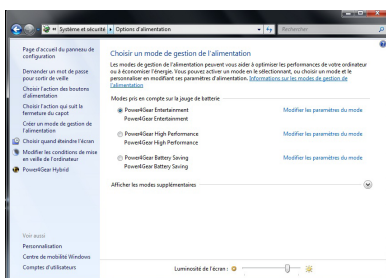 Système et sécurité
Options d'alimentation
Rechercher
Page d'accueil du panneau de
configuration
Demander un mot de passe
pour sortir de veille
Choisir l'action des boutons
d'alimentation
Choisir l'action qui suit la
fermeture du capot
Créer un mode de gestion de
l'alimentation
Choisir quand éteindre l'écran
Modifier les conditions de mise
en veille de l'ordinateur
Power4Gear Hybrid
Voir aussi
Personnalisation
Centre de mobilité Windows
Comptes d'utilisateurs
Choisir un mode de gestion de l'alimentation
Les modes de gestion de l'alimentation peuvent vous aider à optimiser les performances de votre ordinateur
ou à économiser l'énergie. Vous pouvez activer un mode en le sélectionnant, ou choisir un mode et le
personnaliser en modifiant ses paramètres d'alimentation. Informations sur les modes de gestion de
l'alimentation
Modes pris en compte sur la jauge de batterie
Power4Gear Entertainment Modifier les paramètres du mode
Power4Gear Entertainment
Power4Gear High Performance Modifier les paramètres du mode
Power4Gear High Performance
Power4Gear Battery Saving Modifier les paramètres du mode
Power4Gear Battery Saving
Afficher les modes supplémentaires
Luminosité de l'écran :